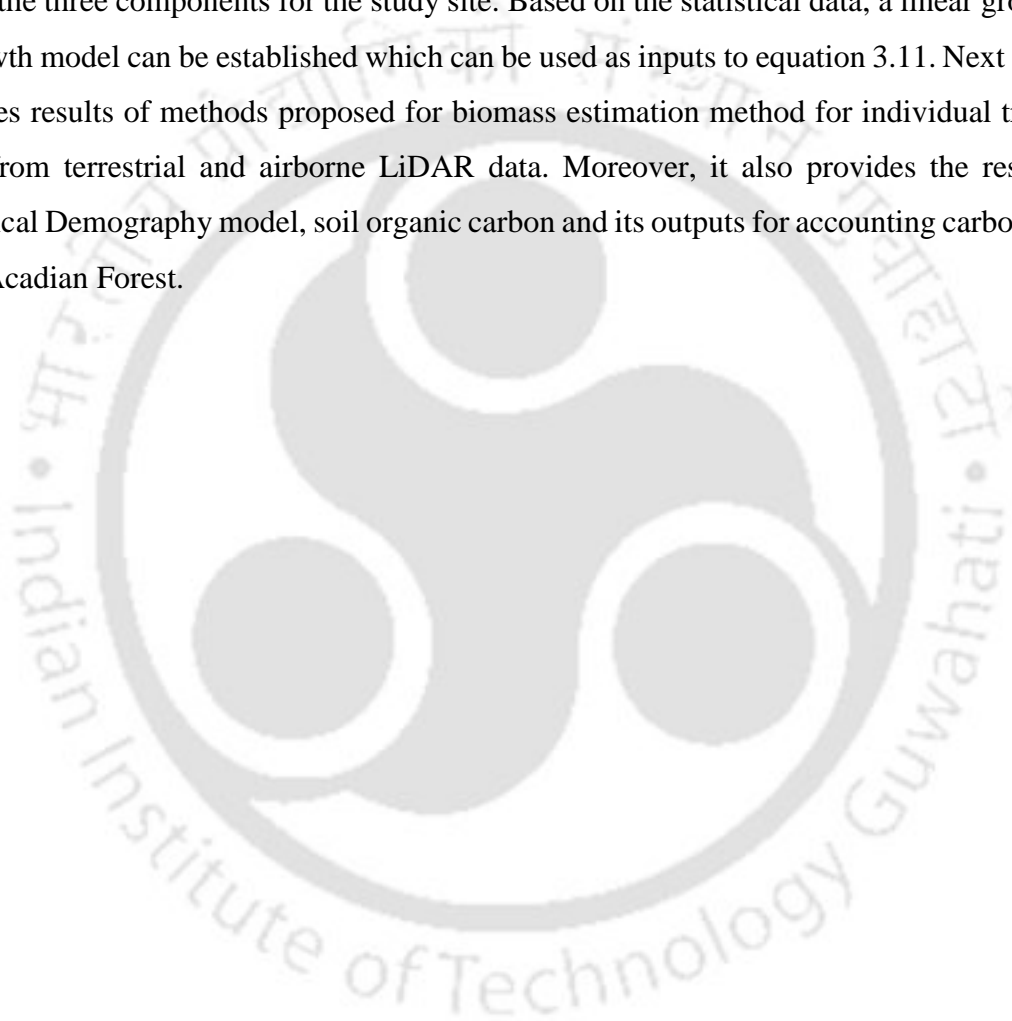 the three components for the study site. Based on the statistical data, a linear gro
wth model can be established which can be used as inputs to equation 3.11. Next
es results of methods proposed for biomass estimation method for individual t
from terrestrial and airborne LiDAR data. Moreover, it also provides the res
ical Demography model, soil organic carbon and its outputs for accounting carbo
Acadian Forest.
भारतीय प्रौद्योगिकी संस्थान गुवाहाटी
• Indian Institute of Technology Guwahati •